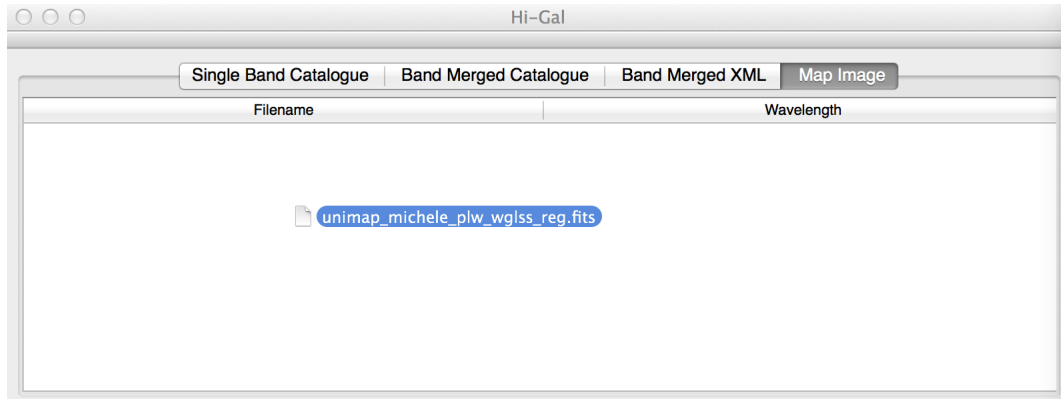 Hi-Gal
Single Band Catalogue Band Merged Catalogue Band Merged XML Map Image
Filename Wavelength
unimap_michele_plw_wglss_reg.fits